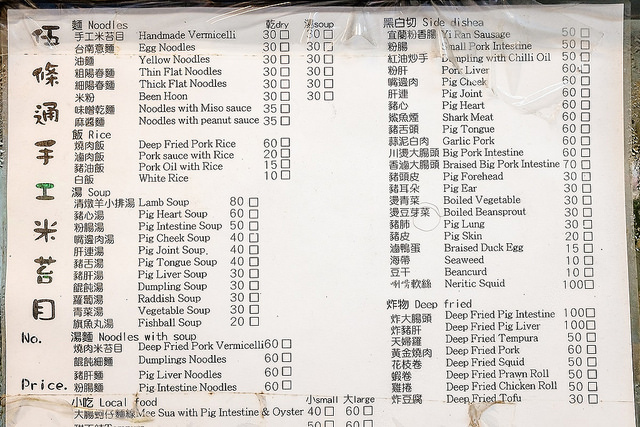 伍條通手工米苔目
No.
Price.
麵 Noodles 乾dry 湯soup
手工米苔目 Handmade Vermicelli 30 □ 30 □
台南意麵 Egg Noodles 30 □ 30 □
油麵 Yellow Noodles 30 □ 30 □
粗陽春麵 Thin Flat Noodles 30 □ 30 □
細陽春麵 Thick Flat Noodles 30 □ 30 □
米粉 Been Hoon 30 □ 30 □
味噌乾麵 Noodles with Miso sauce 35 □
麻醬麵 Noodles with peanut sauce 35 □
飯 Rice
燒肉飯 Deep Fried Pork Rice 60 □
滷肉飯 Pork sauce with Rice 20 □
豬油飯 Pork Oil with Rice 15 □
白飯 White Rice 10 □
湯 Soup
清燉羊小排湯 Lamb Soup 80 □
豬心湯 Pig Heart Soup 60 □
粉腸湯 Pig Intestine Soup 50 □
嘴邊肉湯 Pig Cheek Soup 40 □
肝連湯 Pig Joint Soup 40 □
豬舌湯 Pig Tongue Soup 40 □
豬肝湯 Pig Liver Soup 30 □
餛飩湯 Dumpling Soup 30 □
蘿蔔湯 Raddish Soup 30 □
青菜湯 Vegetable Soup 30 □
旗魚丸湯 Fishball Soup 20 □
湯麵 Noodles with soup
燒肉米苔目 Deep Fried Pork Vermicelli 60 □
餛飩細麵 Dumplings Noodles 60 □
豬肝麵 Pig Liver Noodles 60 □
粉腸麵 Pig Intestine Noodles 60 □
小吃 Local food 小small 大large
大腸蚵仔麵線 Mee Sua with Pig Intestine & Oyster 40 □ 60 □
50 □ 60 □
黑白切 Side dishea
宜蘭粉香腸 Yi Ran Sausage 50 □
粉腸 Small Pork Intestine 50 □
紅油炒手 Dumpling with Chilli Oil 50 □
粉肝 Pork Liver 60
嘴邊肉 Pig Cheek 60 □
肝連 Pig Joint 60 □
豬心 Pig Heart 60 □
鯊魚煙 Shark Meat 60 □
豬舌頭 Pig Tongue 60 □
蒜泥白肉 Garlic Pork 60 □
川燙大腸頭 Big Pork Intestine 60 □
香滷大腸頭 Braised Big Pork Intestine 70 □
豬頭皮 Pig Forehead 30 □
豬耳朵 Pig Ear 30 □
燙青菜 Boiled Vegetable 30 □
燙豆芽菜 Boiled Beansprout 30 □
豬肺 Pig Lung 30 □
豬皮 Pig Skin 20 □
滷鴨蛋 Braised Duck Egg 15 □
海帶 Seaweed 10 □
豆干 Beancurd 10 □
軟絲 Neritic Squid 100 □
炸物 Deep fried
炸大腸頭 Deep Fried Pig Intestine 100 □
炸豬肝 Deep Fried Pig Liver 100 □
天婦羅 Deep Fried Tempura 50 □
黃金燒肉 Deep Fried Pork 60 □
花枝卷 Deep Fried Squid 50 □
蝦卷 Deep Fried Prawn Roll 50 □
雞捲 Deep Fried Chicken Roll 50 □
炸豆腐 Deep Fried Tofu 30 □